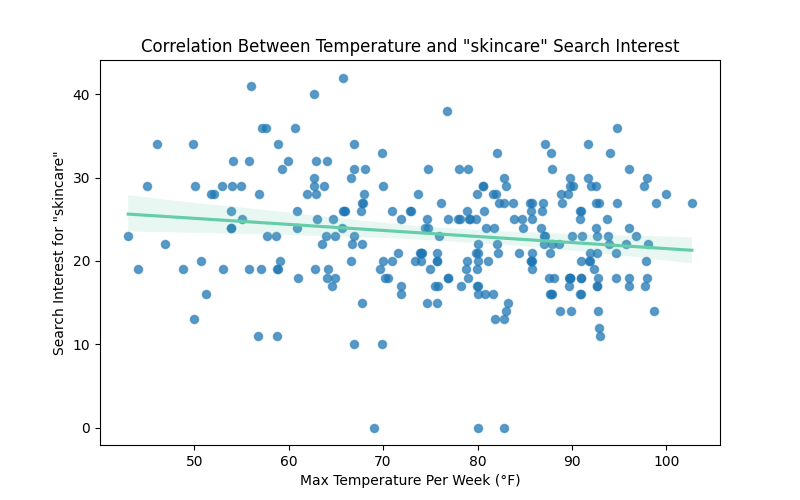 Correlation Between Temperature and "skincare" Search Interest
Search Interest for "skincare"
40
30
20
10
0
50 60 70 80 90 100
Max Temperature Per Week (°F)